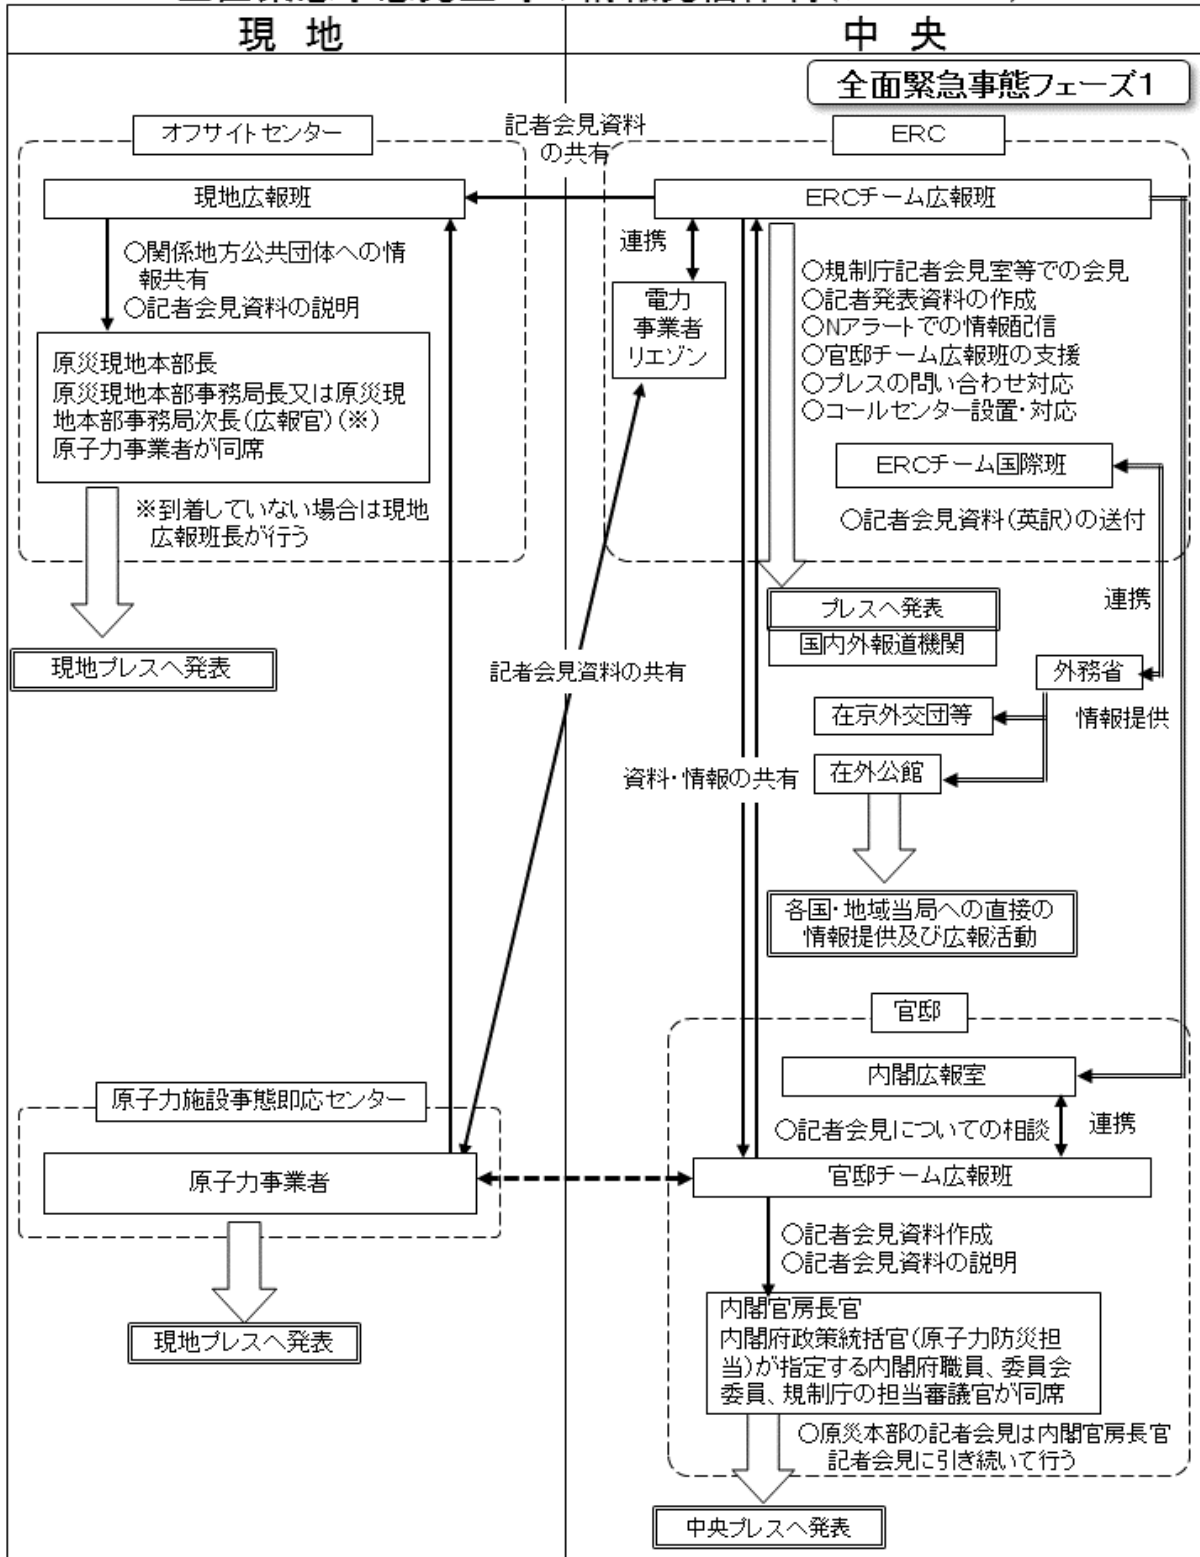 現 地
中 央
全面緊急事態フェーズ1
オフサイトセンター
記者会見資料
の共有
ERC
現地広報班
ERCチーム広報班
○関係地方公共団体への情
報共有
○記者会見資料の説明
連携
電力
事業者
リエゾン
○規制庁記者会見室等での会見
○記者発表資料の作成
○Nアラートでの情報配信
○官邸チーム広報班の支援
○プレスの問い合わせ対応
○コールセンター設置・対応
原災現地本部長
原災現地本部事務局長又は原災現
地本部事務局次長(広報官)(※)
原子力事業者が同席
ERCチーム国際班
※到着していない場合は現地
広報班長が行う
○記者会見資料(英訳)の送付
プレスへ発表
国内外報道機関
連携
現地プレスへ発表
記者会見資料の共有
外務省
在京外交団等
情報提供
資料・情報の共有
在外公館
各国・地域当局への直接の
情報提供及び広報活動
官邸
内閣広報室
原子力施設事態即応センター
○記者会見についての相談
連携
原子力事業者
官邸チーム広報班
○記者会見資料作成
○記者会見資料の説明
内閣官房長官
内閣府政策統括官(原子力防災担
当)が指定する内閣府職員、委員会
委員、規制庁の担当審議官が同席
現地プレスへ発表
○原災本部の記者会見は内閣官房長官
記者会見に引き続いて行う
中央プレスへ発表